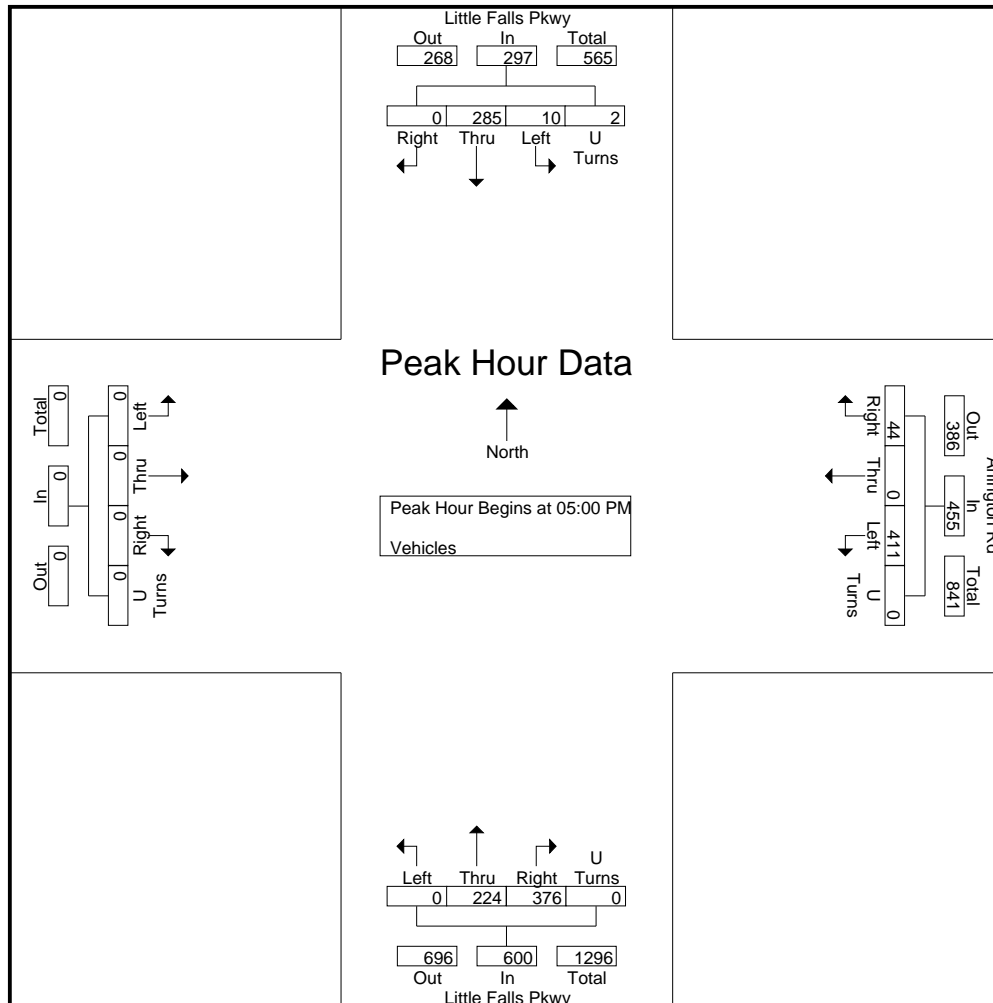 Little Falls Pkwy
Out In Total
268 297 565
0 285 10 2
Right Thru Left U
Turns
Peak Hour Data
North
Peak Hour Begins at 05:00 PM
Vehicles
Total In Out
0 0 0
0 0 0 0
Left Thru Right U
Turns
Arlington Rd
Out In Total
386 455 841
44 0 411 0
Right Thru Left U
Turns
U
Left Thru Right Turns
0 224 376 0
696 600 1296
Out In Total
Little Falls Pkwy